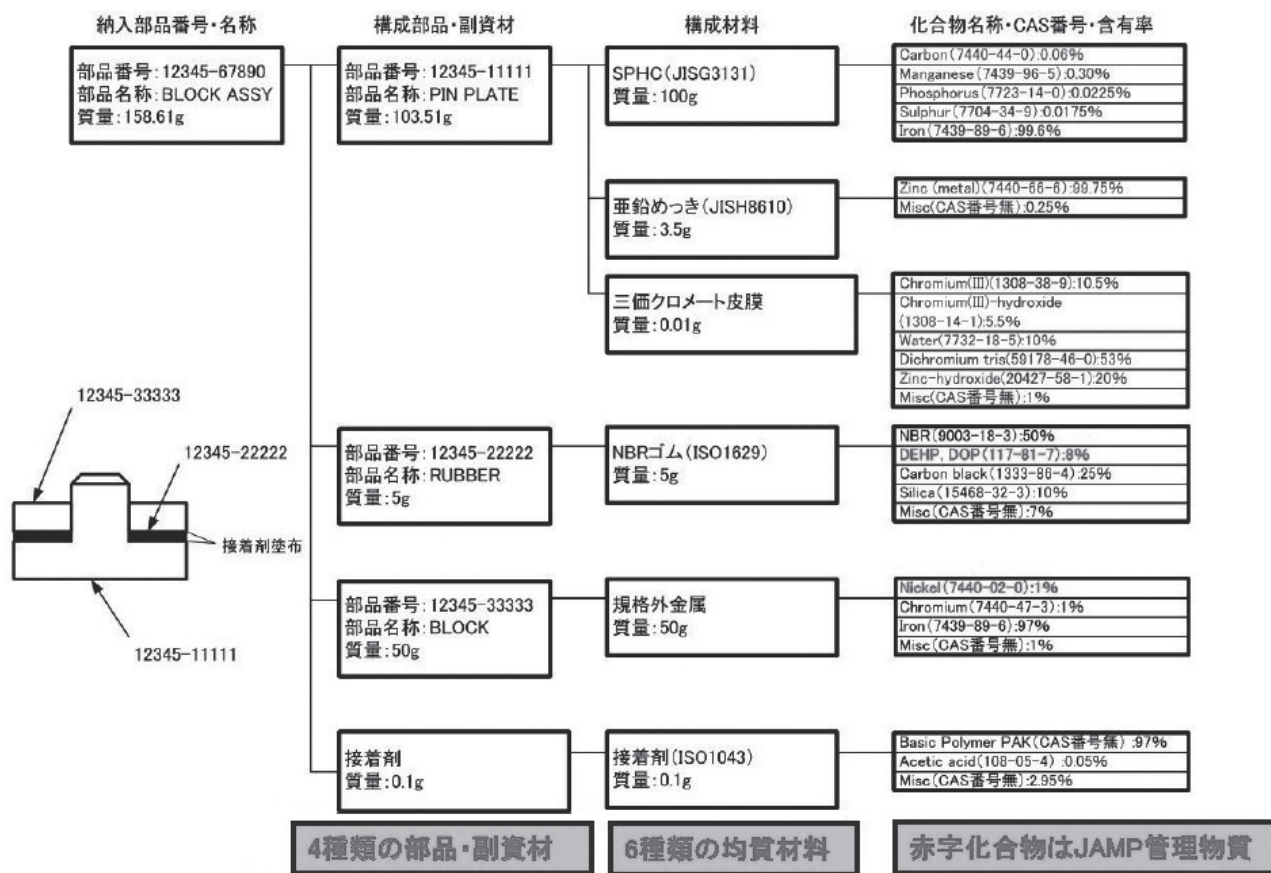 納入部品番号・名称
構成部品・副資材
構成材料
化合物名称・CAS番号・含有率
部品番号:12345-67890
部品名称:BLOCK ASSY
質量:158.61g
部品番号:12345-11111
部品名称:PIN PLATE
質量:103.51g
SPHC(JISG3131)
質量:100g
Carbon(7440-44-0):0.06%
Manganese(7439-96-5):0.30%
Phosphorus(7723-14-0):0.0225%
Sulphur(7704-34-9):0.0175%
Iron(7439-89-6):99.6%
亜鉛めっき(JISH8610)
質量:3.5g
Zinc (metal)(7440-66-6):99.75%
Misc(CAS番号無):0.25%
三価クロメート皮膜
質量:0.01g
Chromium(Ⅲ)(1308-38-9):10.5%
Chromium(Ⅲ)-hydroxide
(1308-14-1):5.5%
Water(7732-18-5):10%
Dichromium tris(59178-46-0):53%
Zinc-hydroxide(20427-58-1):20%
Misc(CAS番号無):1%
12345-33333
12345-22222
接着剤塗布
12345-11111
部品番号:12345-22222
部品名称:RUBBER
質量:5g
NBRゴム(ISO1629)
質量:5g
NBR(9003-18-3):50%
DEHP, DOP(117-81-7):8%
Carbon black(1333-86-4):25%
Silica(15468-32-3):10%
Misc(CAS番号無):7%
部品番号:12345-33333
部品名称:BLOCK
質量:50g
規格外金属
質量:50g
Nickel(7440-02-0):1%
Chromium(7440-47-3):1%
Iron(7439-89-6):97%
Misc(CAS番号無):1%
接着剤
質量:0.1g
接着剤(ISO1043)
質量:0.1g
Basic Polymer PAK(CAS番号無) :97%
Acetic acid(108-05-4) :0.05%
Misc(CAS番号無):2.95%
4種類の部品・副資材
6種類の均質材料
赤字化合物はJAMP管理物質